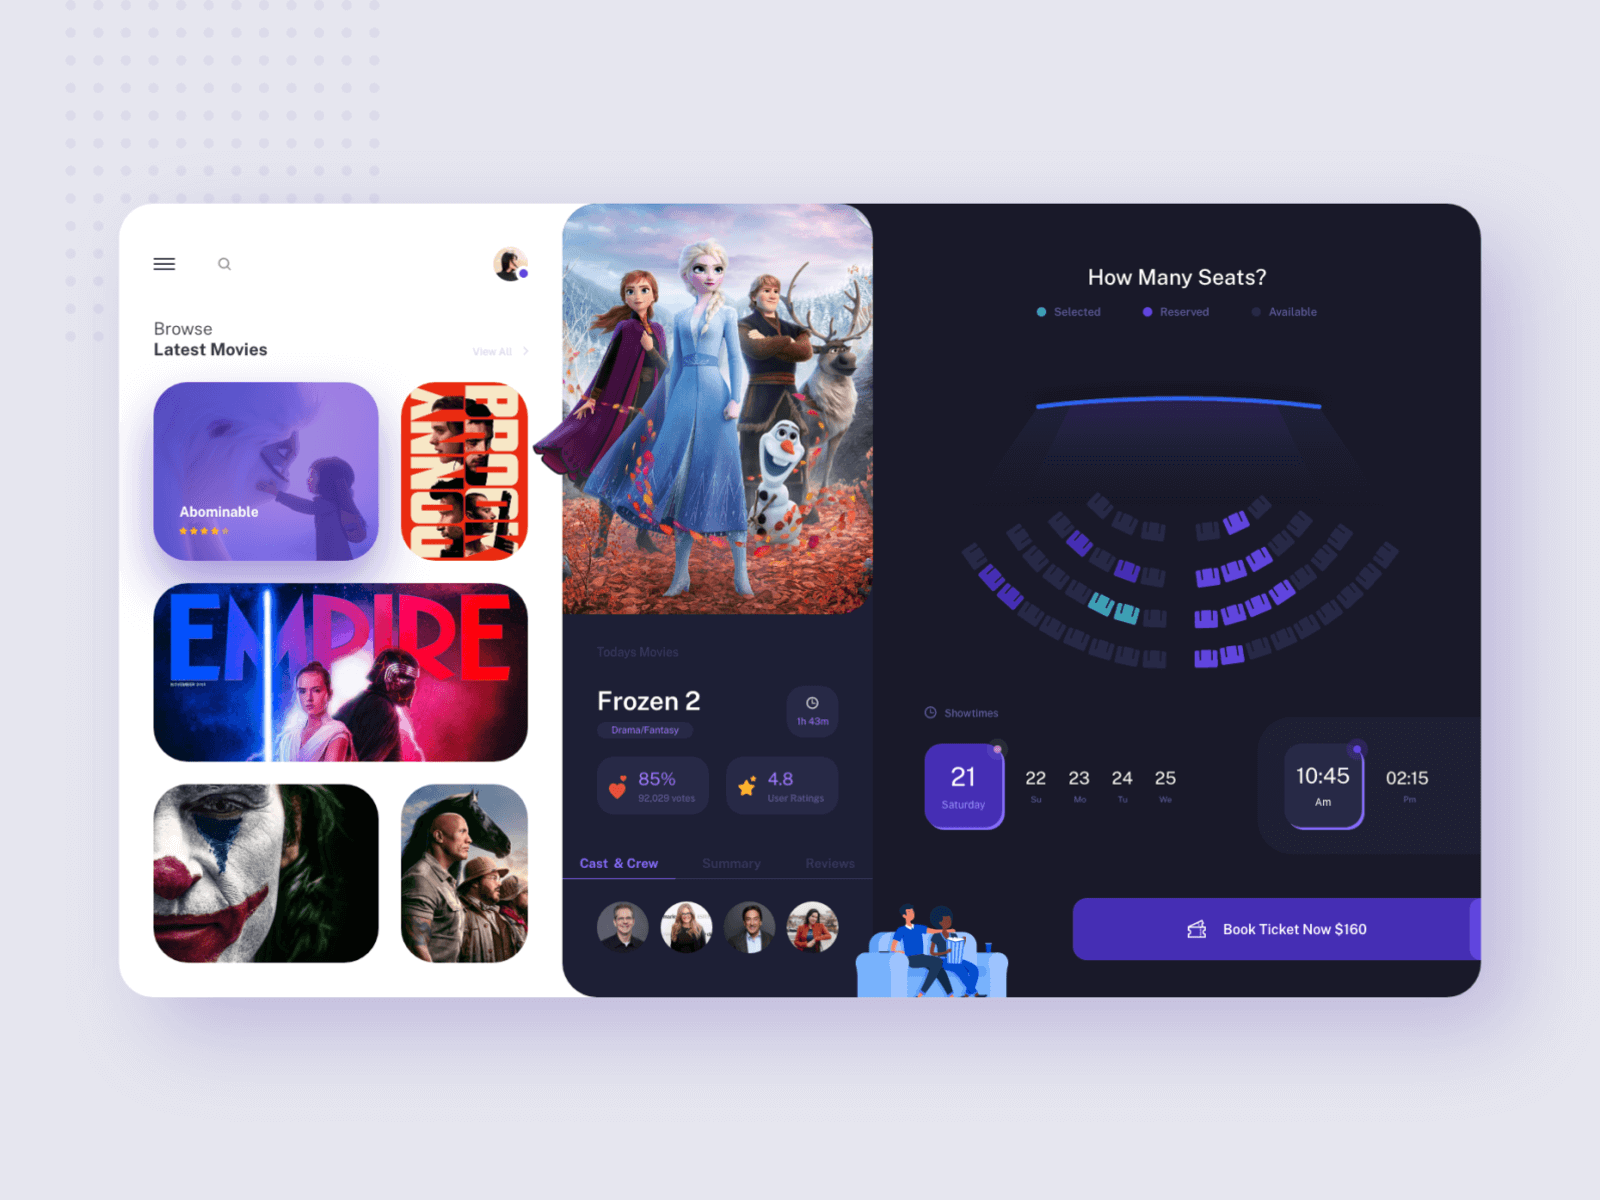 Browse
Latest Movies
View All
Abominable
DONNY
BROSCIK
EMPIRE
Todays Movies
Frozen 2
Drama/Fantasy
1h 43m
85%
92,029 votes
4.8
User Ratings
Cast & Crew
Summary
Reviews
How Many Seats?
Selected
Reserved
Available
Showtimes
21
Saturday
22
Su
23
Mo
24
Tu
25
We
10:45
Am
02:15
Pm
Book Ticket Now $160